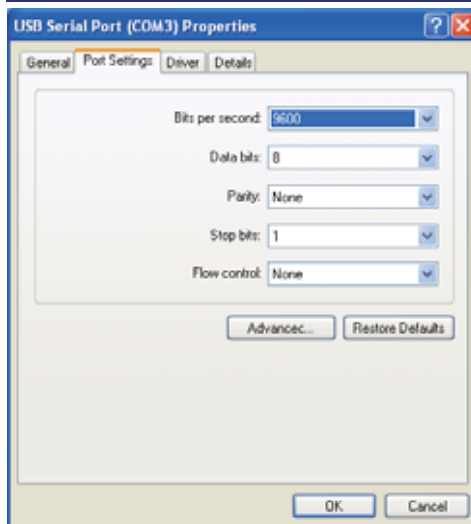 USB Serial Port (COM3) Properties
General Port Settings Driver Details
Bits per second: 9600
Data bits: 8
Parity: None
Stop bits: 1
Flow control: None
Advanced... Restore Defaults
OK Cancel